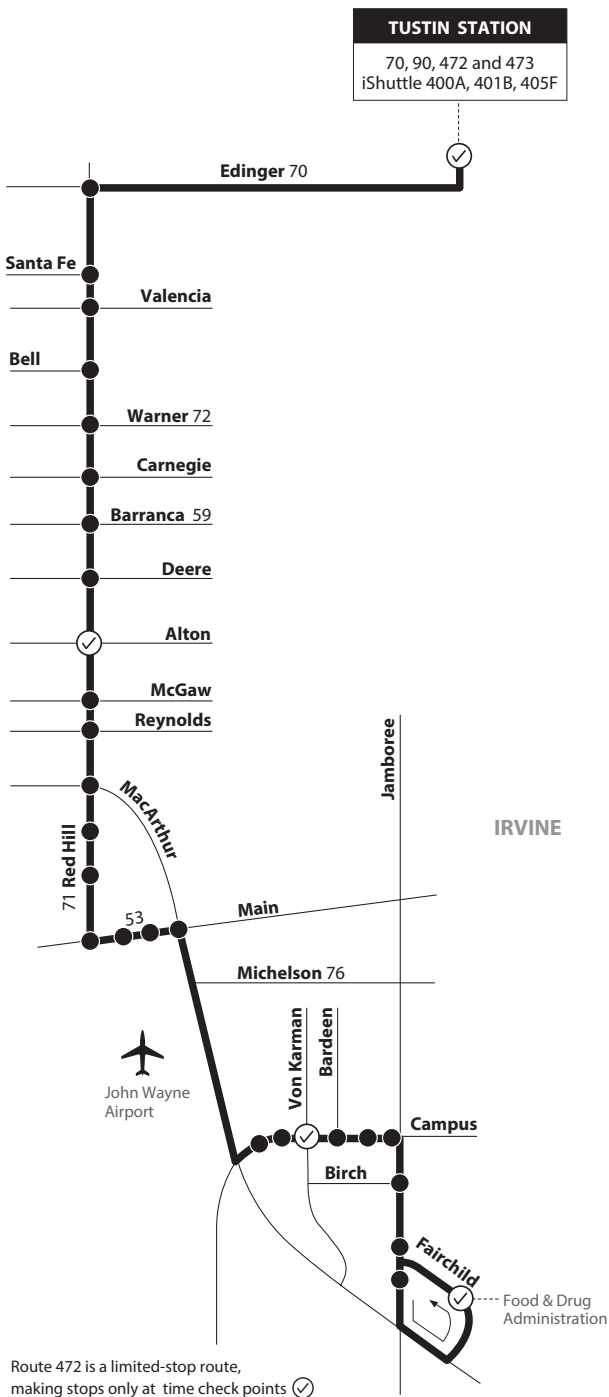 TUSTIN STATION
70, 90, 472 and 473
iShuttle 400A, 401B, 405F
Edinger 70
Santa Fe
Valencia
Bell
Warner 72
Carnegie
Barranca 59
Deere
Alton
McGaw
Reynolds
Jamboree
MacArthur
IRVINE
71 Red Hill
53
Main
Michelson 76
Von Karman
Bardeen
John Wayne
Airport
Campus
Birch
Fairchild
Food & Drug
Administration
Route 472 is a limited-stop route,
making stops only at time check points